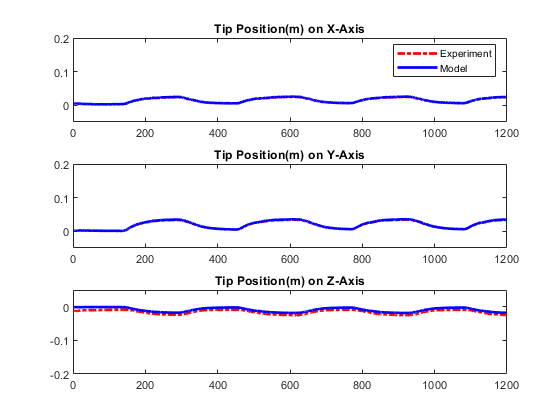 Tip Position(m) on X-Axis
0.2
0.1
0
Experiment
Model
0 200 400 600 800 1000 1200
Tip Position(m) on Y-Axis
0.2
0.1
0
0 200 400 600 800 1000 1200
Tip Position(m) on Z-Axis
0
-0.1
-0.2
0 200 400 600 800 1000 1200